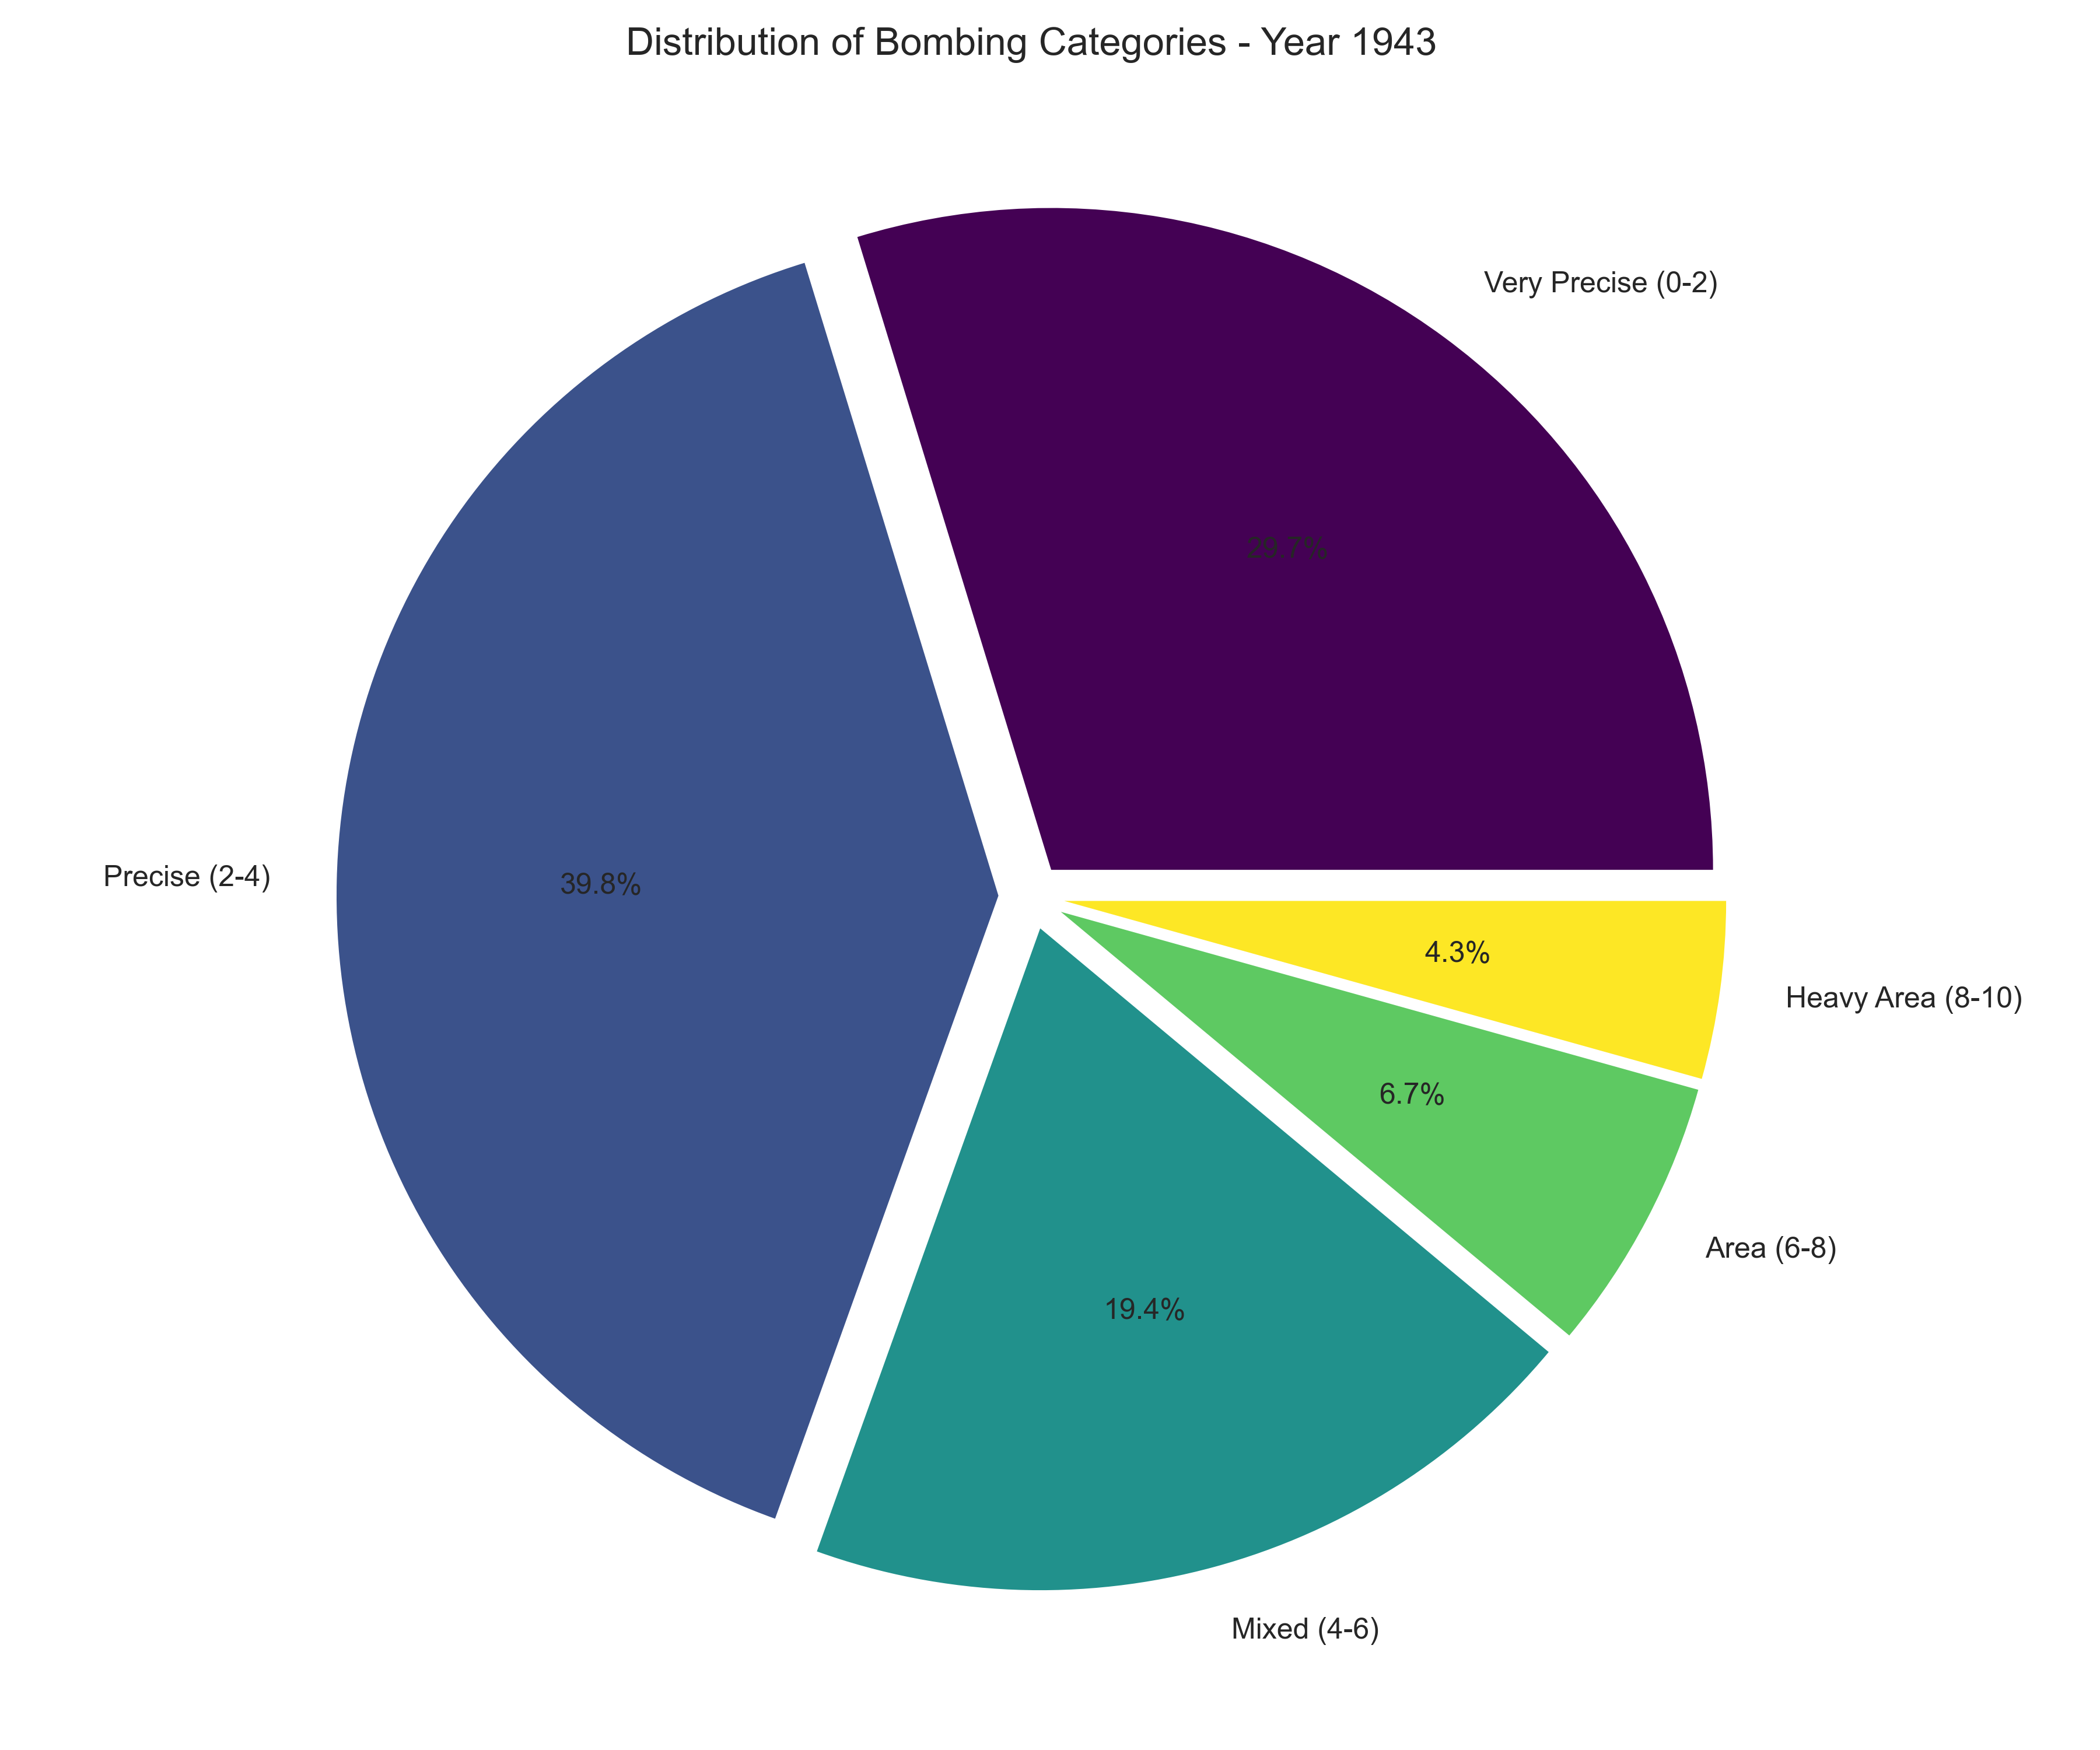 Distribution of Bombing Categories - Year 1943
Very Precise (0-2)
29.7%
Precise (2-4)
39.8%
4.3%
Heavy Area (8-10)
6.7%
Area (6-8)
19.4%
Mixed (4-6)